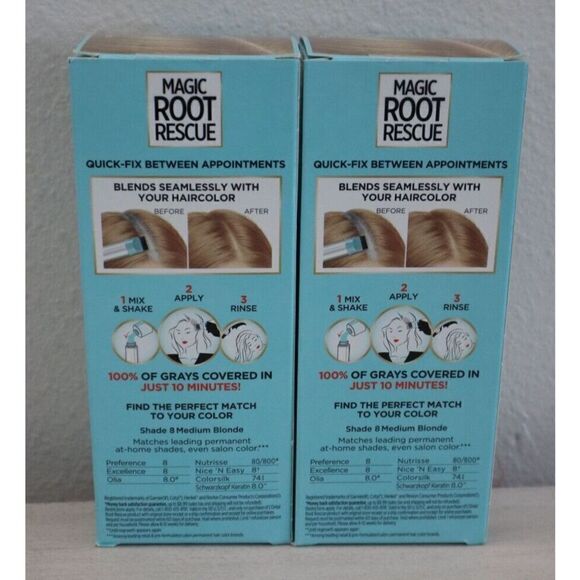 MAGIC
ROOT
RESCUE
QUICK-FIX BETWEEN APPOINTMENTS
BLENDS SEAMLESSLY WITH
YOUR HAIRCOLOR
BEFORE AFTER
1 MIX
& SHAKE
2
APPLY
3
RINSE
100% OF GRAYS COVERED IN
JUST 10 MINUTES!
FIND THE PERFECT MATCH
TO YOUR COLOR
Shade 8 Medium Blonde
Matches leading permanent
at-home shades, even salon color.***
Preference 8 Nutrisse 80/800*
Excellence 8 Nice 'N Easy 8†
Olia 8.0* Colorsilk 74‡
Schwarzkopf Keratin 8.0
MAGIC
ROOT
RESCUE
QUICK-FIX BETWEEN APPOINTMENTS
BLENDS SEAMLESSLY WITH
YOUR HAIRCOLOR
BEFORE AFTER
1 MIX
& SHAKE
2
APPLY
3
RINSE
100% OF GRAYS COVERED IN
JUST 10 MINUTES!
FIND THE PERFECT MATCH
TO YOUR COLOR
Shade 8 Medium Blonde
Matches leading permanent
at-home shades, even salon color.***
Preference 8 Nutrisse 80/800*
Excellence 8 Nice 'N Easy 8†
Olia 8.0* Colorsilk 74‡
Schwarzkopf Keratin 8.0